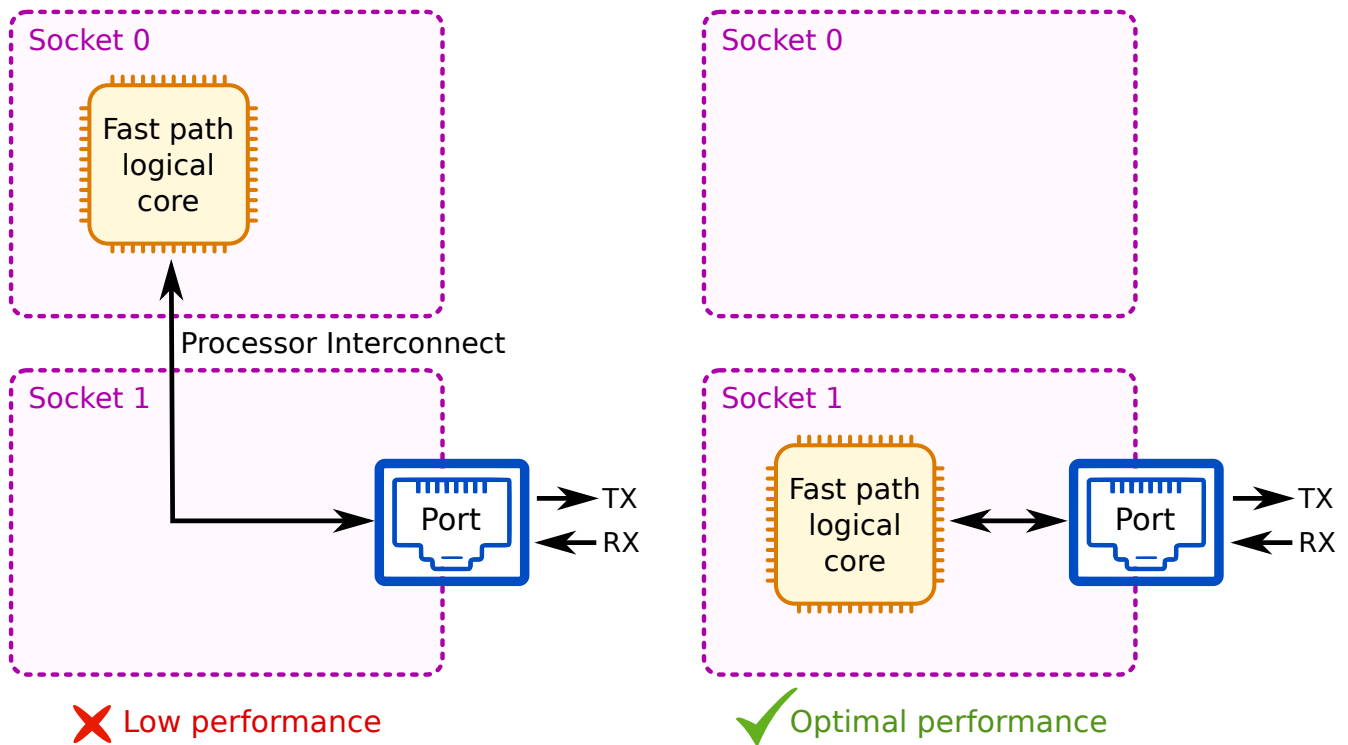 Socket 0
Fast path
logical
core
Processor Interconnect
Socket 1
Port
TX
RX
Low performance
Socket 0
Socket 1
Fast path
logical
core
Port
TX
RX
Optimal performance